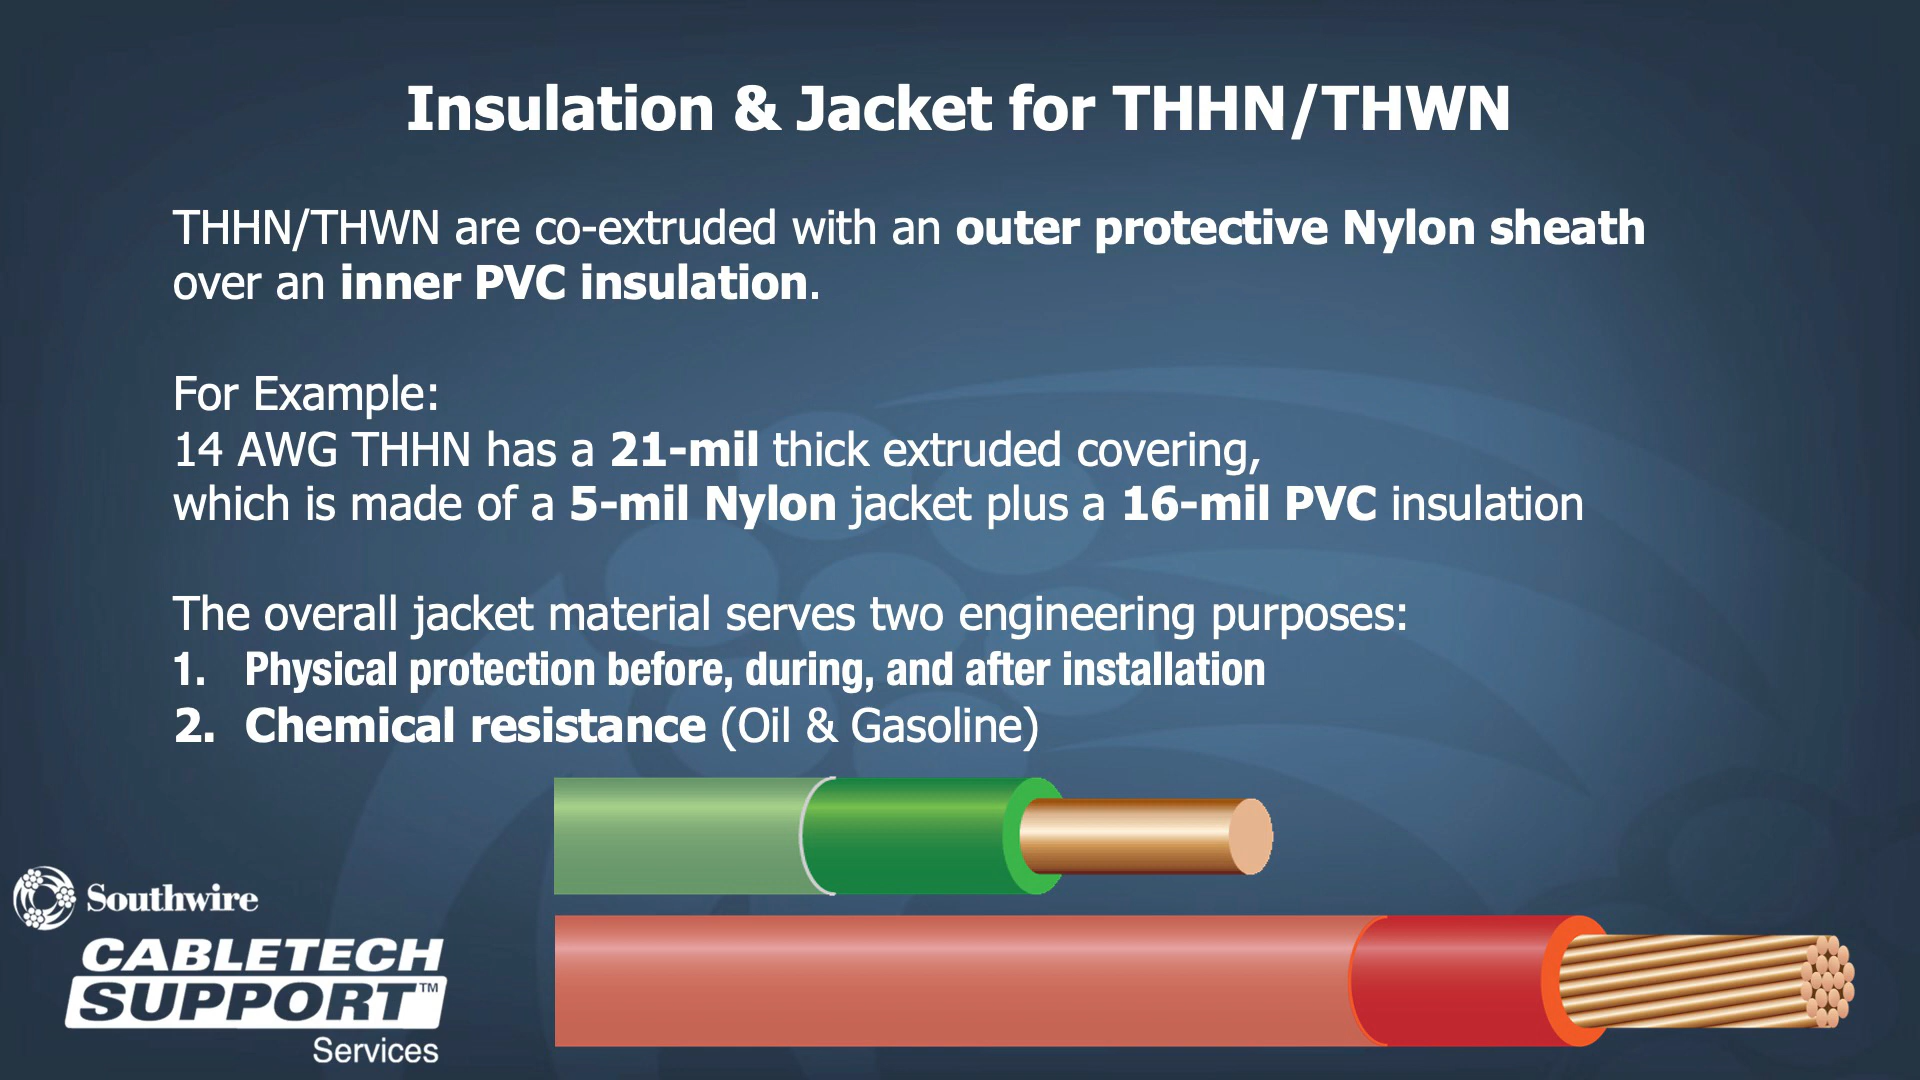 Insulation & Jacket for THHN/THWN
THHN/THWN are co-extruded with an outer protective Nylon sheath
over an inner PVC insulation.
For Example:
14 AWG THHN has a 21-mil thick extruded covering,
which is made of a 5-mil Nylon jacket plus a 16-mil PVC insulation
The overall jacket material serves two engineering purposes:
1. Physical protection before, during, and after installation
2. Chemical resistance (Oil & Gasoline)
Southwire
CABLETECH
SUPPORT™
Services